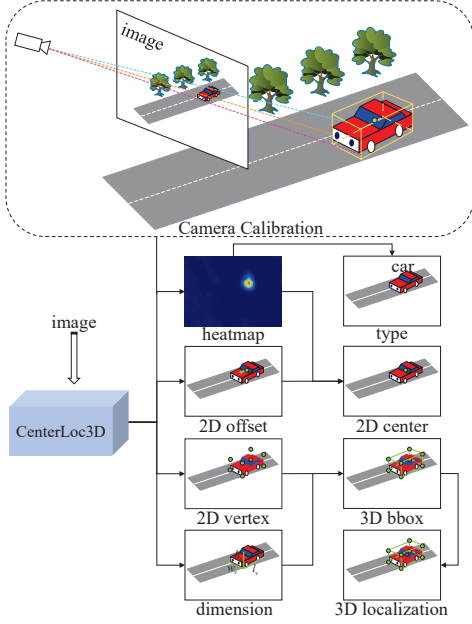 image
Camera Calibration
car
image
heatmap
type
CenterLoc3D
2D offset
2D center
2D vertex
3D bbox
dimension
3D localization